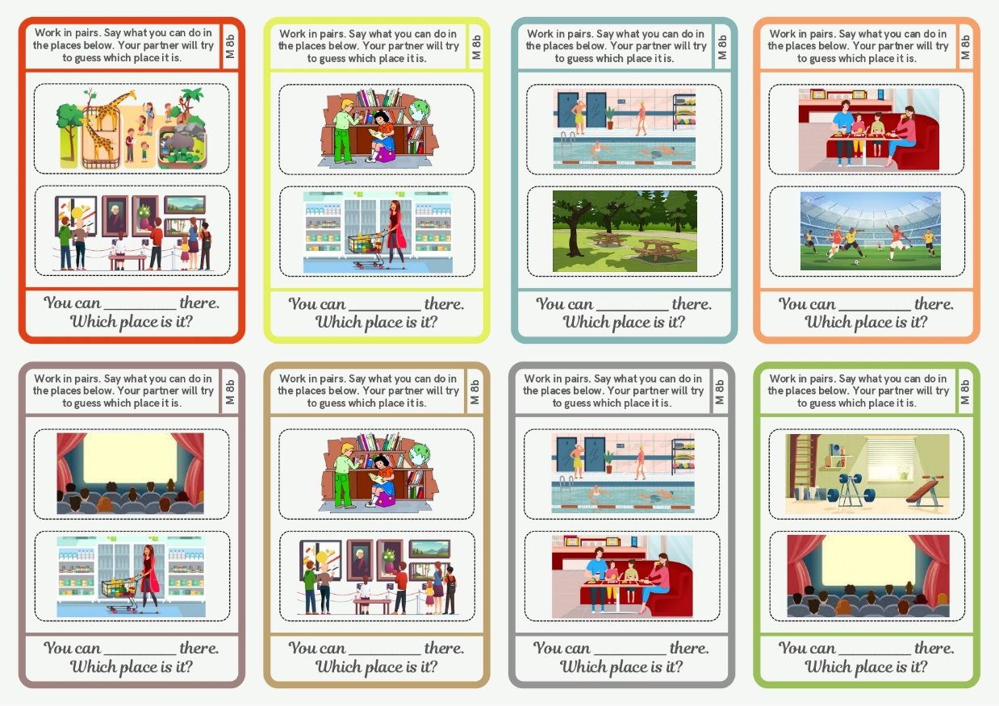 Work in pairs. Say what you can do in
the places below. Your partner will try
to guess which place it is.
M 8b
You can _________ there.
Which place is it?
Work in pairs. Say what you can do in
the places below. Your partner will try
to guess which place it is.
M 8b
You can _________ there.
Which place is it?
Work in pairs. Say what you can do in
the places below. Your partner will try
to guess which place it is.
M 8b
You can _________ there.
Which place is it?
Work in pairs. Say what you can do in
the places below. Your partner will try
to guess which place it is.
M 8b
You can _________ there.
Which place is it?
Work in pairs. Say what you can do in
the places below. Your partner will try
to guess which place it is.
M 8b
You can _________ there.
Which place is it?
Work in pairs. Say what you can do in
the places below. Your partner will try
to guess which place it is.
M 8b
You can _________ there.
Which place is it?
Work in pairs. Say what you can do in
the places below. Your partner will try
to guess which place it is.
M 8b
You can _________ there.
Which place is it?
Work in pairs. Say what you can do in
the places below. Your partner will try
to guess which place it is.
M 8b
You can _________ there.
Which place is it?